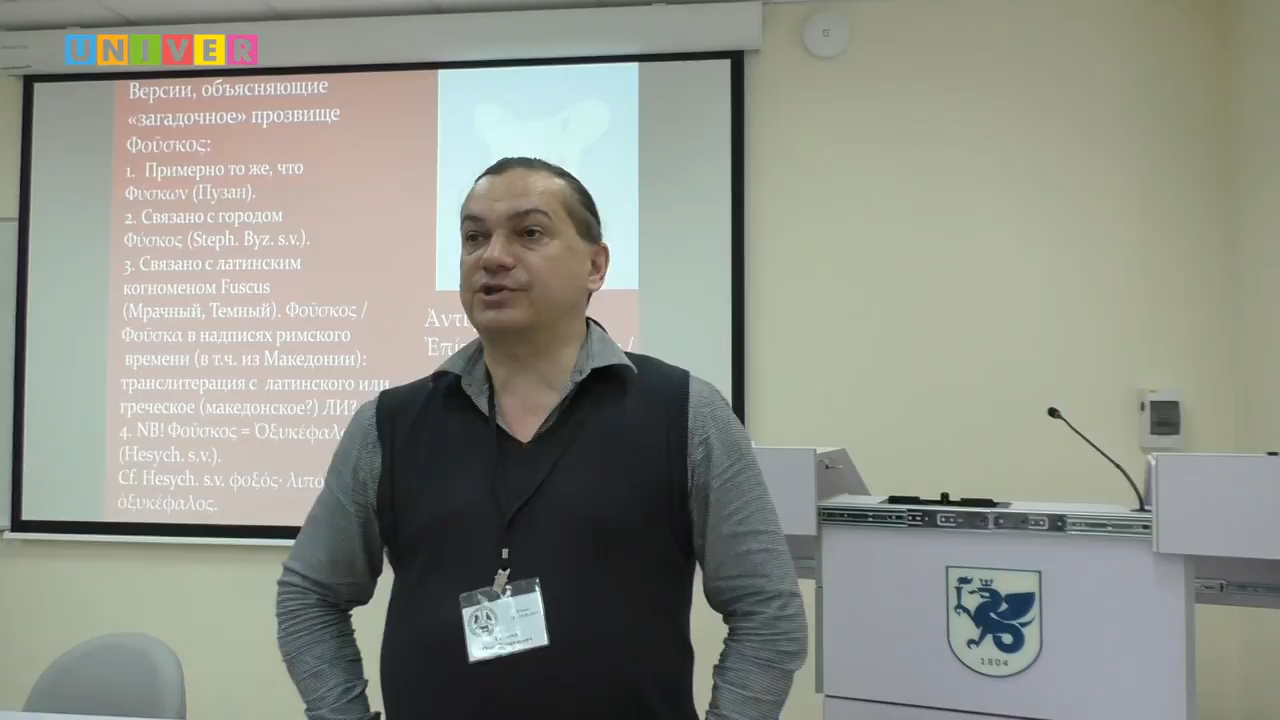 UNIVER
Версии, объясняющие
«загадочное» прозвище
Φοῦσκος:
1. Примерно то же, что
Φύσκων (Пузан).
2. Связано с городом
Φύσκος (Steph. Byz. s.v.).
3. Связано с латинским
когноменом Fuscus
(Мрачный, Темный). Φοῦσκος /
Φοῦσκα в надписях римского
времени (в т.ч. из Македонии):
транслитерация с латинского или
греческое (македонское?) ЛИ?
4. NB! Φοῦσκος = Ὀξυκέφαλο
(Hesych. s.v.).
Cf. Hesych. s.v. φοξός·
ὀξυκέφαλος.
1804